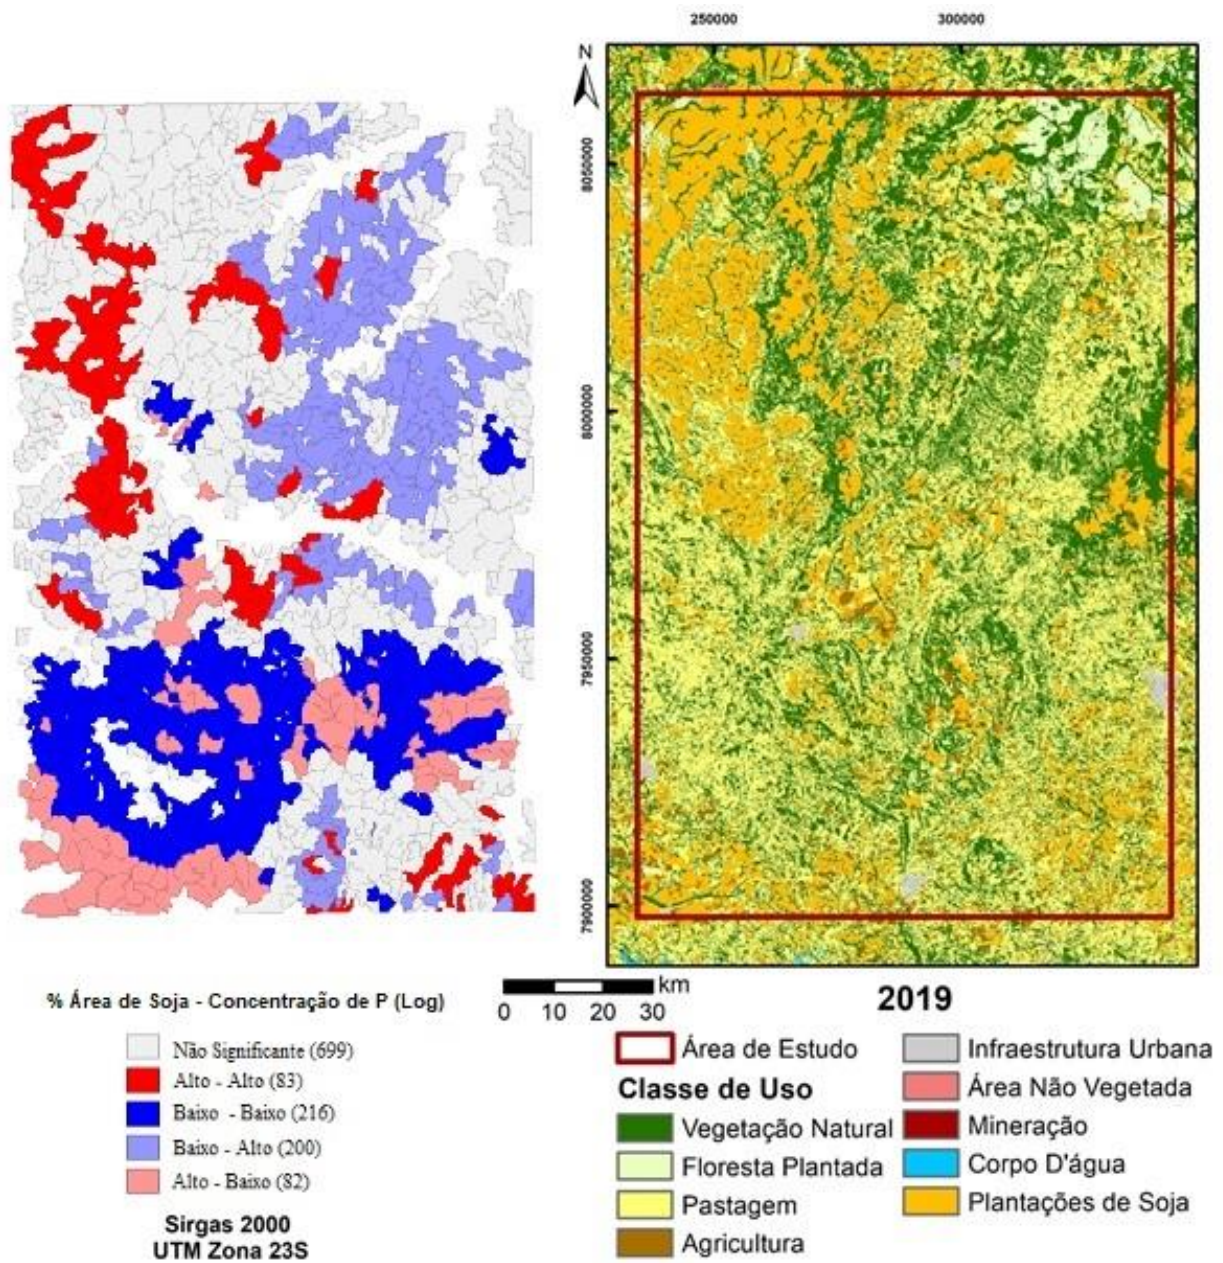 250000 300000
N
8050000
8000000
7950000
7900000
% Área de Soja - Concentração de P (Log)
Não Significante (699)
Alto - Alto (83)
Baixo - Baixo (216)
Baixo - Alto (200)
Alto - Baixo (82)
Sirgas 2000
UTM Zona 23S
km
0 10 20 30
2019
Área de Estudo
Classe de Uso
Vegetação Natural
Floresta Plantada
Pastagem
Agricultura
Infraestrutura Urbana
Área Não Vegetada
Mineração
Corpo D'água
Plantações de Soja